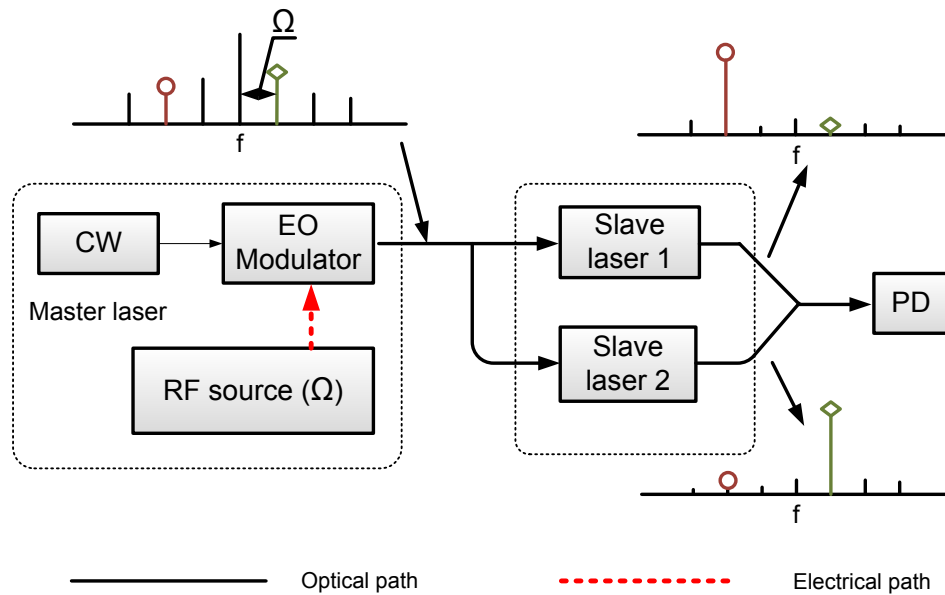 Ω
f
f
CW
EO
Modulator
Slave
laser 1
Master laser
PD
RF source (Ω)
Slave
laser 2
f
Optical path
Electrical path